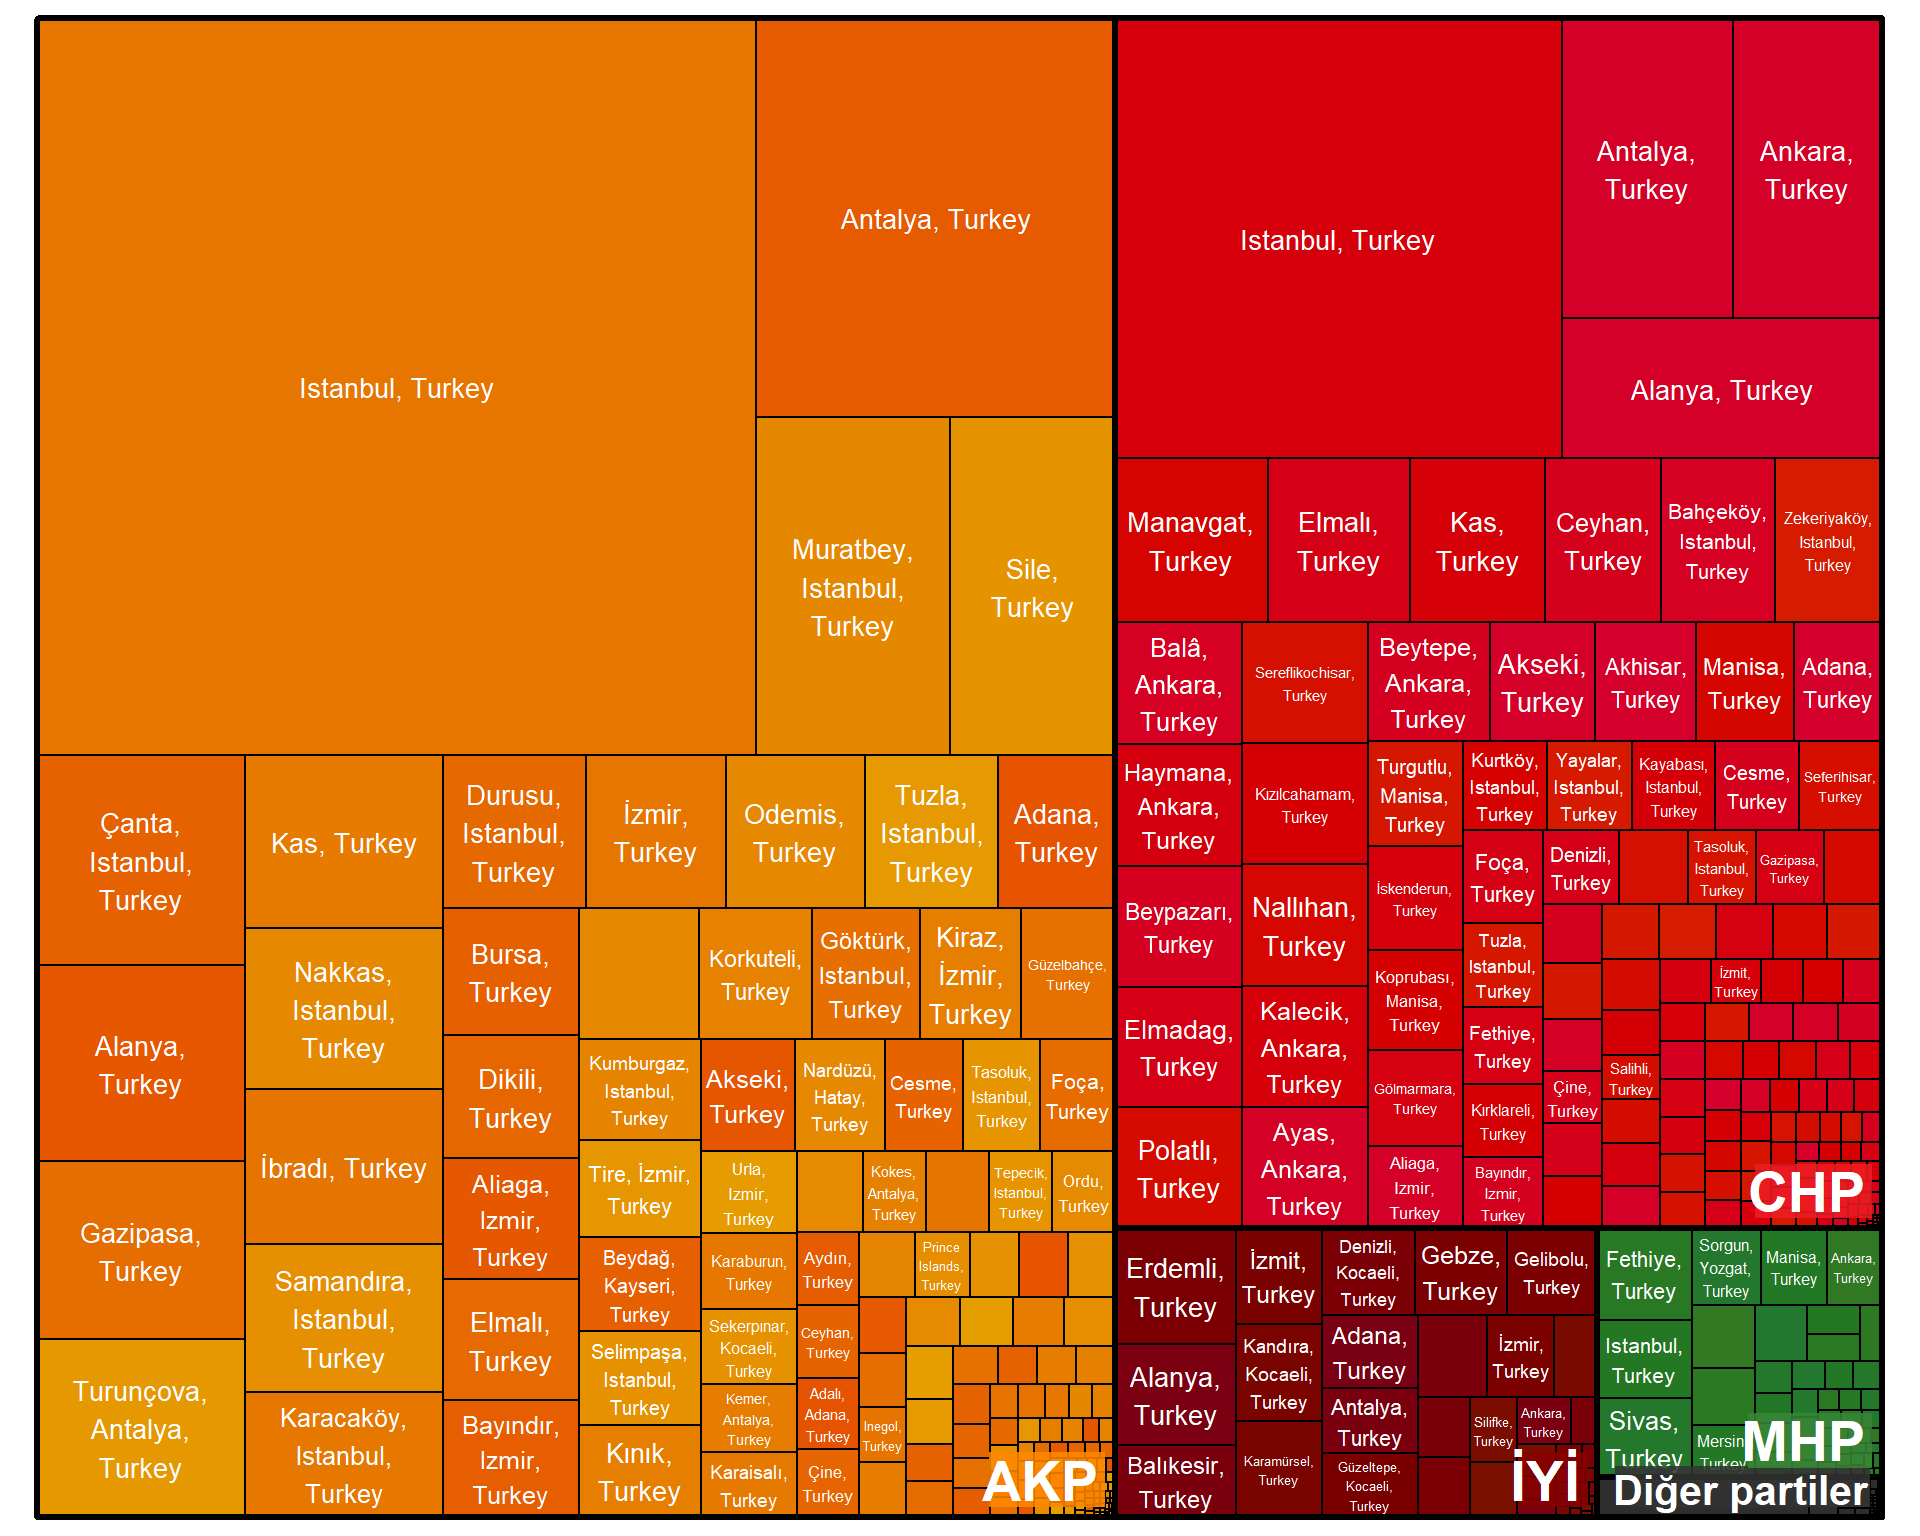 Istanbul, Turkey
Antalya, Turkey
Muratbey,
Istanbul,
Turkey
Sile,
Turkey
Çanta,
Istanbul,
Turkey
Alanya,
Turkey
Gazipasa,
Turkey
Turunçova,
Antalya,
Turkey
Kas, Turkey
Nakkas,
Istanbul,
Turkey
İbradı, Turkey
Samandıra,
Istanbul,
Turkey
Karacaköy,
Istanbul,
Turkey
Durusu,
Istanbul,
Turkey
İzmir,
Turkey
Odemis,
Turkey
Tuzla,
Istanbul,
Turkey
Adana,
Turkey
Bursa,
Turkey
Dikili,
Turkey
Aliaga,
Izmir,
Turkey
Elmalı,
Turkey
Bayındır,
Izmir,
Turkey
Korkuteli,
Turkey
Göktürk,
Istanbul,
Turkey
Kiraz,
İzmir,
Turkey
Güzelbahçe,
Turkey
Kumburgaz,
Istanbul,
Turkey
Tire, İzmir,
Turkey
Beydağ,
Kayseri,
Turkey
Selimpaşa,
Istanbul,
Turkey
Kınık,
Turkey
Akseki,
Turkey
Nardüzü,
Hatay,
Turkey
Cesme,
Turkey
Tasoluk,
Istanbul,
Turkey
Foça,
Turkey
Urla,
Izmir,
Turkey
Karaburun,
Turkey
Sekerpınar,
Kocaeli,
Turkey
Kemer,
Antalya,
Turkey
Karaisalı,
Turkey
Kokes,
Antalya,
Turkey
Tepecik,
Istanbul,
Turkey
Ordu,
Turkey
Aydın,
Turkey
Ceyhan,
Turkey
Adalı,
Adana,
Turkey
Çine,
Turkey
Prince
Islands,
Turkey
Inegol,
Turkey
AKP
Istanbul, Turkey
Antalya,
Turkey
Ankara,
Turkey
Alanya, Turkey
Manavgat,
Turkey
Elmalı,
Turkey
Kas,
Turkey
Ceyhan,
Turkey
Bahçeköy,
Istanbul,
Turkey
Zekeriyaköy,
Istanbul,
Turkey
Balâ,
Ankara,
Turkey
Haymana,
Ankara,
Turkey
Beypazarı,
Turkey
Elmadag,
Turkey
Polatlı,
Turkey
Sereflikochisar,
Turkey
Kızılcahamam,
Turkey
Nallıhan,
Turkey
Kalecik,
Ankara,
Turkey
Ayas,
Ankara,
Turkey
Beytepe,
Ankara,
Turkey
Akseki,
Turkey
Akhisar,
Turkey
Manisa,
Turkey
Adana,
Turkey
Turgutlu,
Manisa,
Turkey
İskenderun,
Turkey
Koprubası,
Manisa,
Turkey
Gölmarmara,
Turkey
Aliaga,
Izmir,
Turkey
Kurtköy,
Istanbul,
Turkey
Yayalar,
Istanbul,
Turkey
Kayabası,
Istanbul,
Turkey
Cesme,
Turkey
Seferihisar,
Turkey
Foça,
Turkey
Tuzla,
Istanbul,
Turkey
Fethiye,
Turkey
Kırklareli,
Turkey
Bayındır,
Izmir,
Turkey
Denizli,
Turkey
Tasoluk,
Istanbul,
Turkey
Gazipasa,
Turkey
İzmit,
Turkey
Salihli,
Turkey
Çine,
Turkey
CHP
Erdemli,
Turkey
Alanya,
Turkey
Balıkesir,
Turkey
İzmit,
Turkey
Kandıra,
Kocaeli,
Turkey
Karamürsel,
Turkey
Denizli,
Kocaeli,
Turkey
Gebze,
Turkey
Gelibolu,
Turkey
Adana,
Turkey
Antalya,
Turkey
Güzeltepe,
Kocaeli,
Turkey
İzmir,
Turkey
Silifke,
Turkey
Ankara,
Turkey
İYİ
Fethiye,
Turkey
Istanbul,
Turkey
Sivas,
Turkey
Sorgun,
Yozgat,
Turkey
Manisa,
Turkey
Ankara,
Turkey
Mersin
Turkey
MHP
Diğer partiler